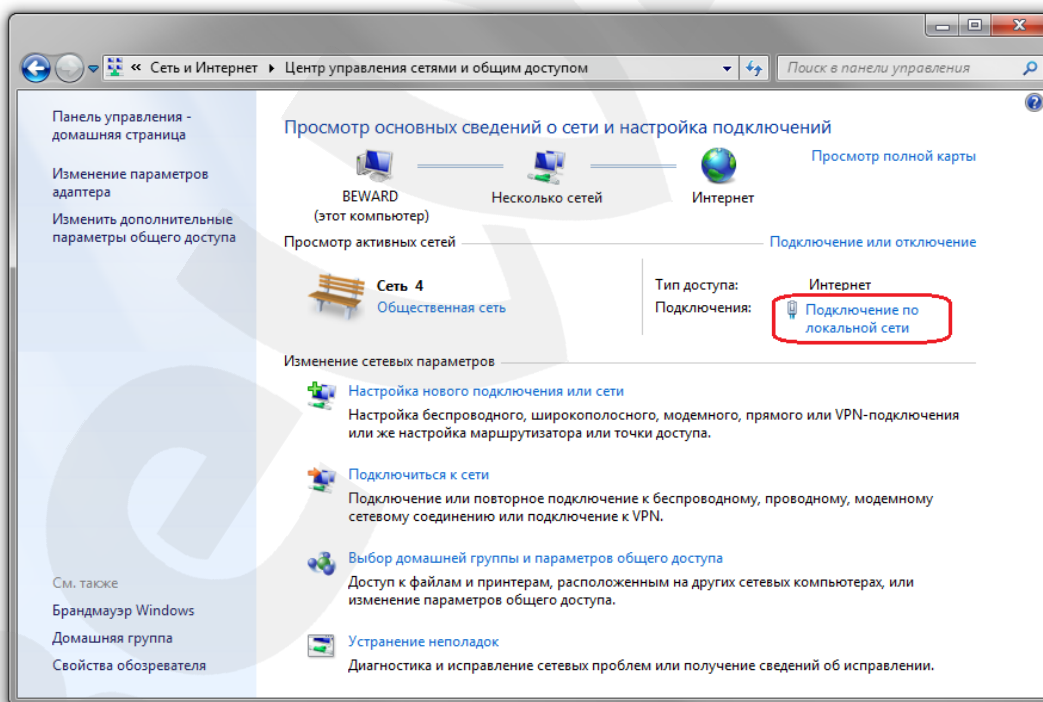 « Сеть и Интернет ▸ Центр управления сетями и общим доступом
Поиск в панели управления
Панель управления -
домашняя страница
Изменение параметров
адаптера
Изменить дополнительные
параметры общего доступа
См. также
Брандмауэр Windows
Домашняя группа
Свойства обозревателя
Просмотр основных сведений о сети и настройка подключений
Просмотр полной карты
BEWARD
(этот компьютер)
Несколько сетей
Интернет
Просмотр активных сетей
Подключение или отключение
Сеть 4
Общественная сеть
Тип доступа: Интернет
Подключения: Подключение по
локальной сети
Изменение сетевых параметров
Настройка нового подключения или сети
Настройка беспроводного, широкополосного, модемного, прямого или VPN-подключения
или же настройка маршрутизатора или точки доступа.
Подключиться к сети
Подключение или повторное подключение к беспроводному, проводному, модемному
сетевому соединению или подключение к VPN.
Выбор домашней группы и параметров общего доступа
Доступ к файлам и принтерам, расположенным на других сетевых компьютерах, или
изменение параметров общего доступа.
Устранение неполадок
Диагностика и исправление сетевых проблем или получение сведений об исправлении.